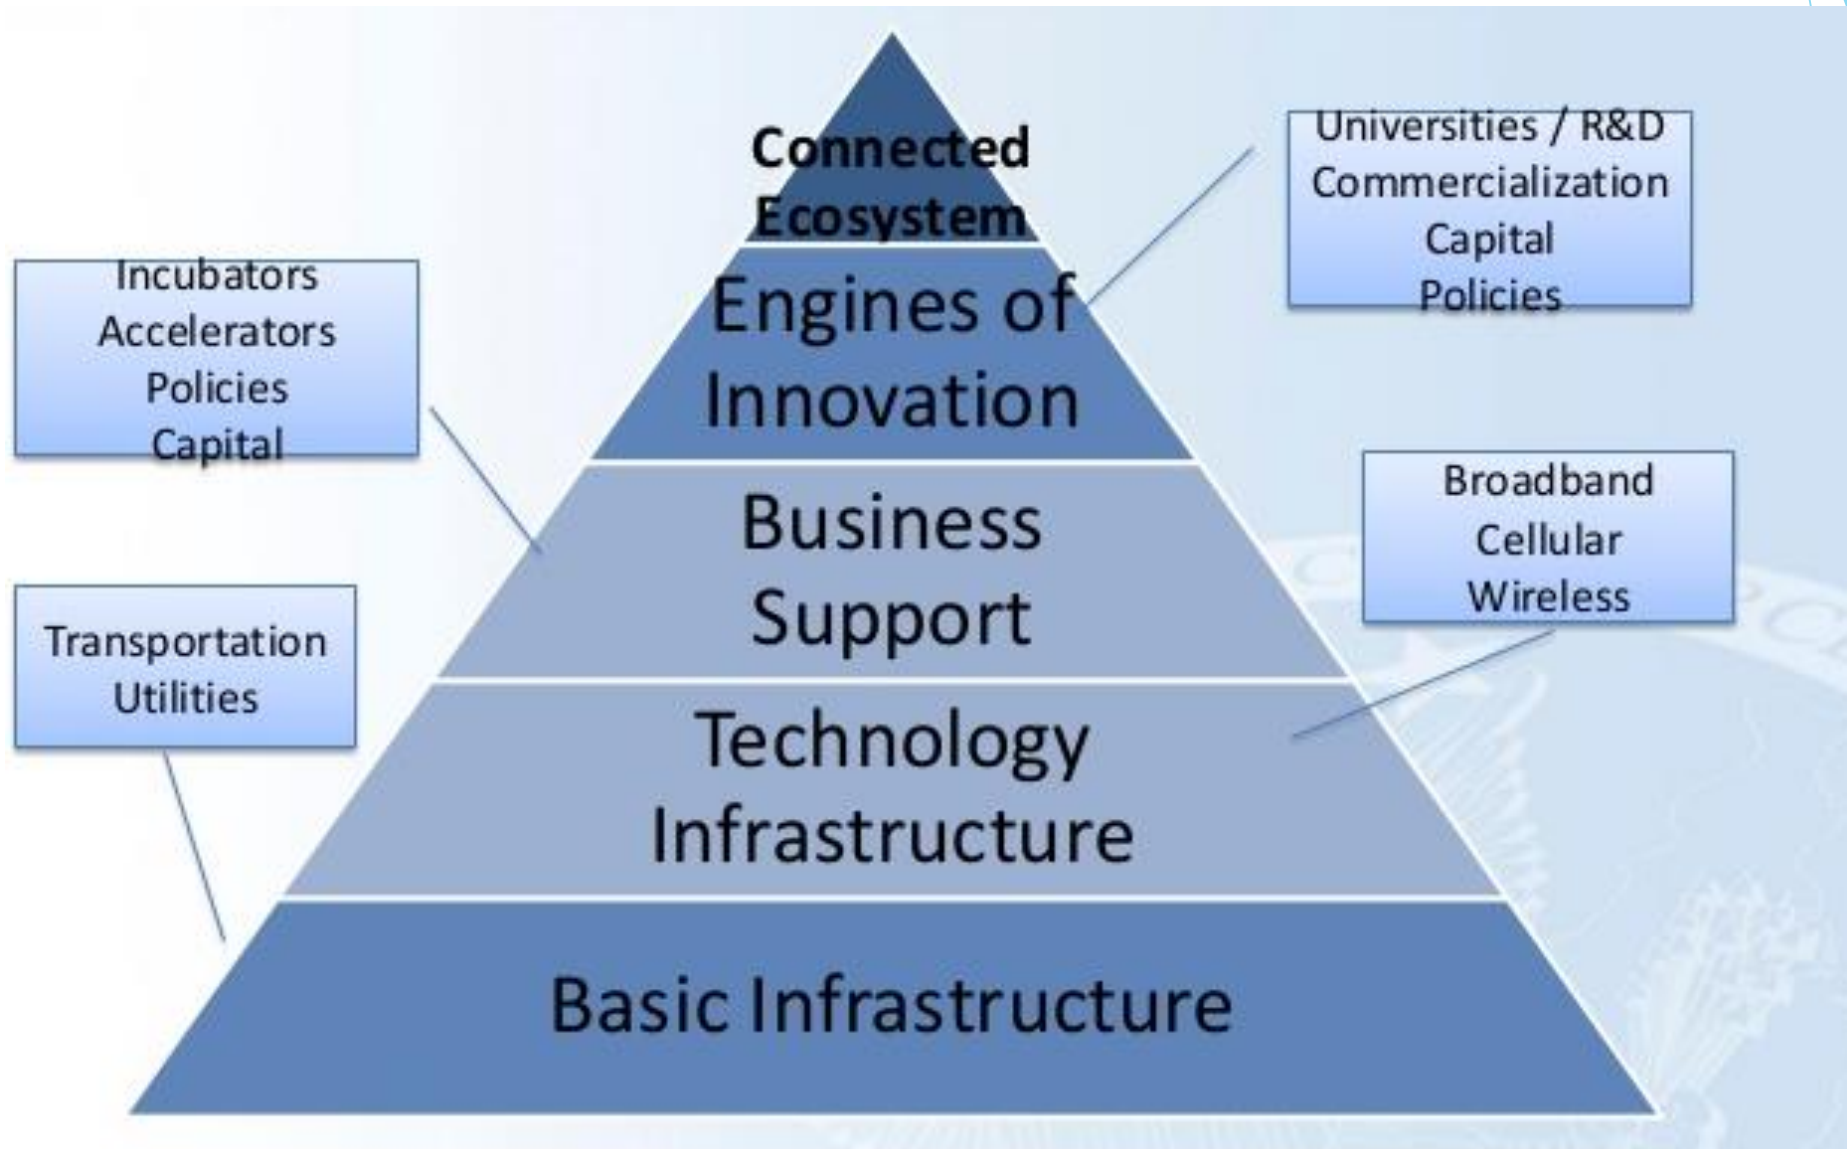 Connected
Ecosystem
Engines of
Innovation
Business
Support
Technology
Infrastructure
Basic Infrastructure
Universities / R&D
Commercialization
Capital
Policies
Incubators
Accelerators
Policies
Capital
Broadband
Cellular
Wireless
Transportation
Utilities